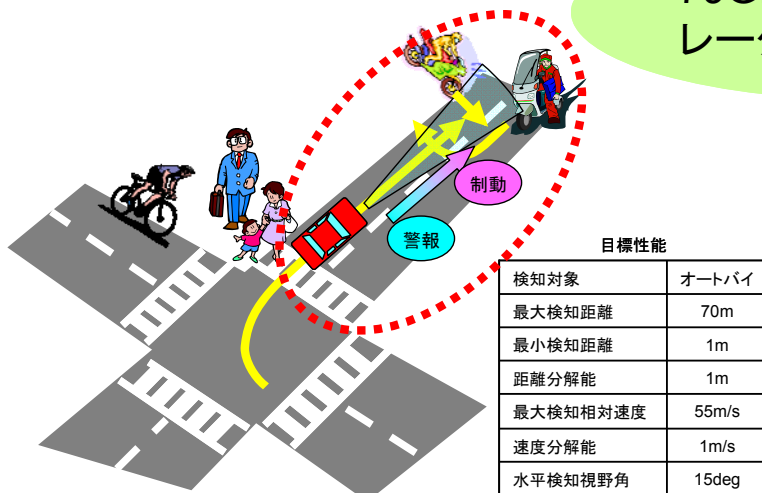 制動
警報
目標性能
検知対象 オートバイ
最大検知距離 70m
最小検知距離 1m
距離分解能 1m
最大検知相対速度 55m/s
速度分解能 1m/s
水平検知視野角 15deg